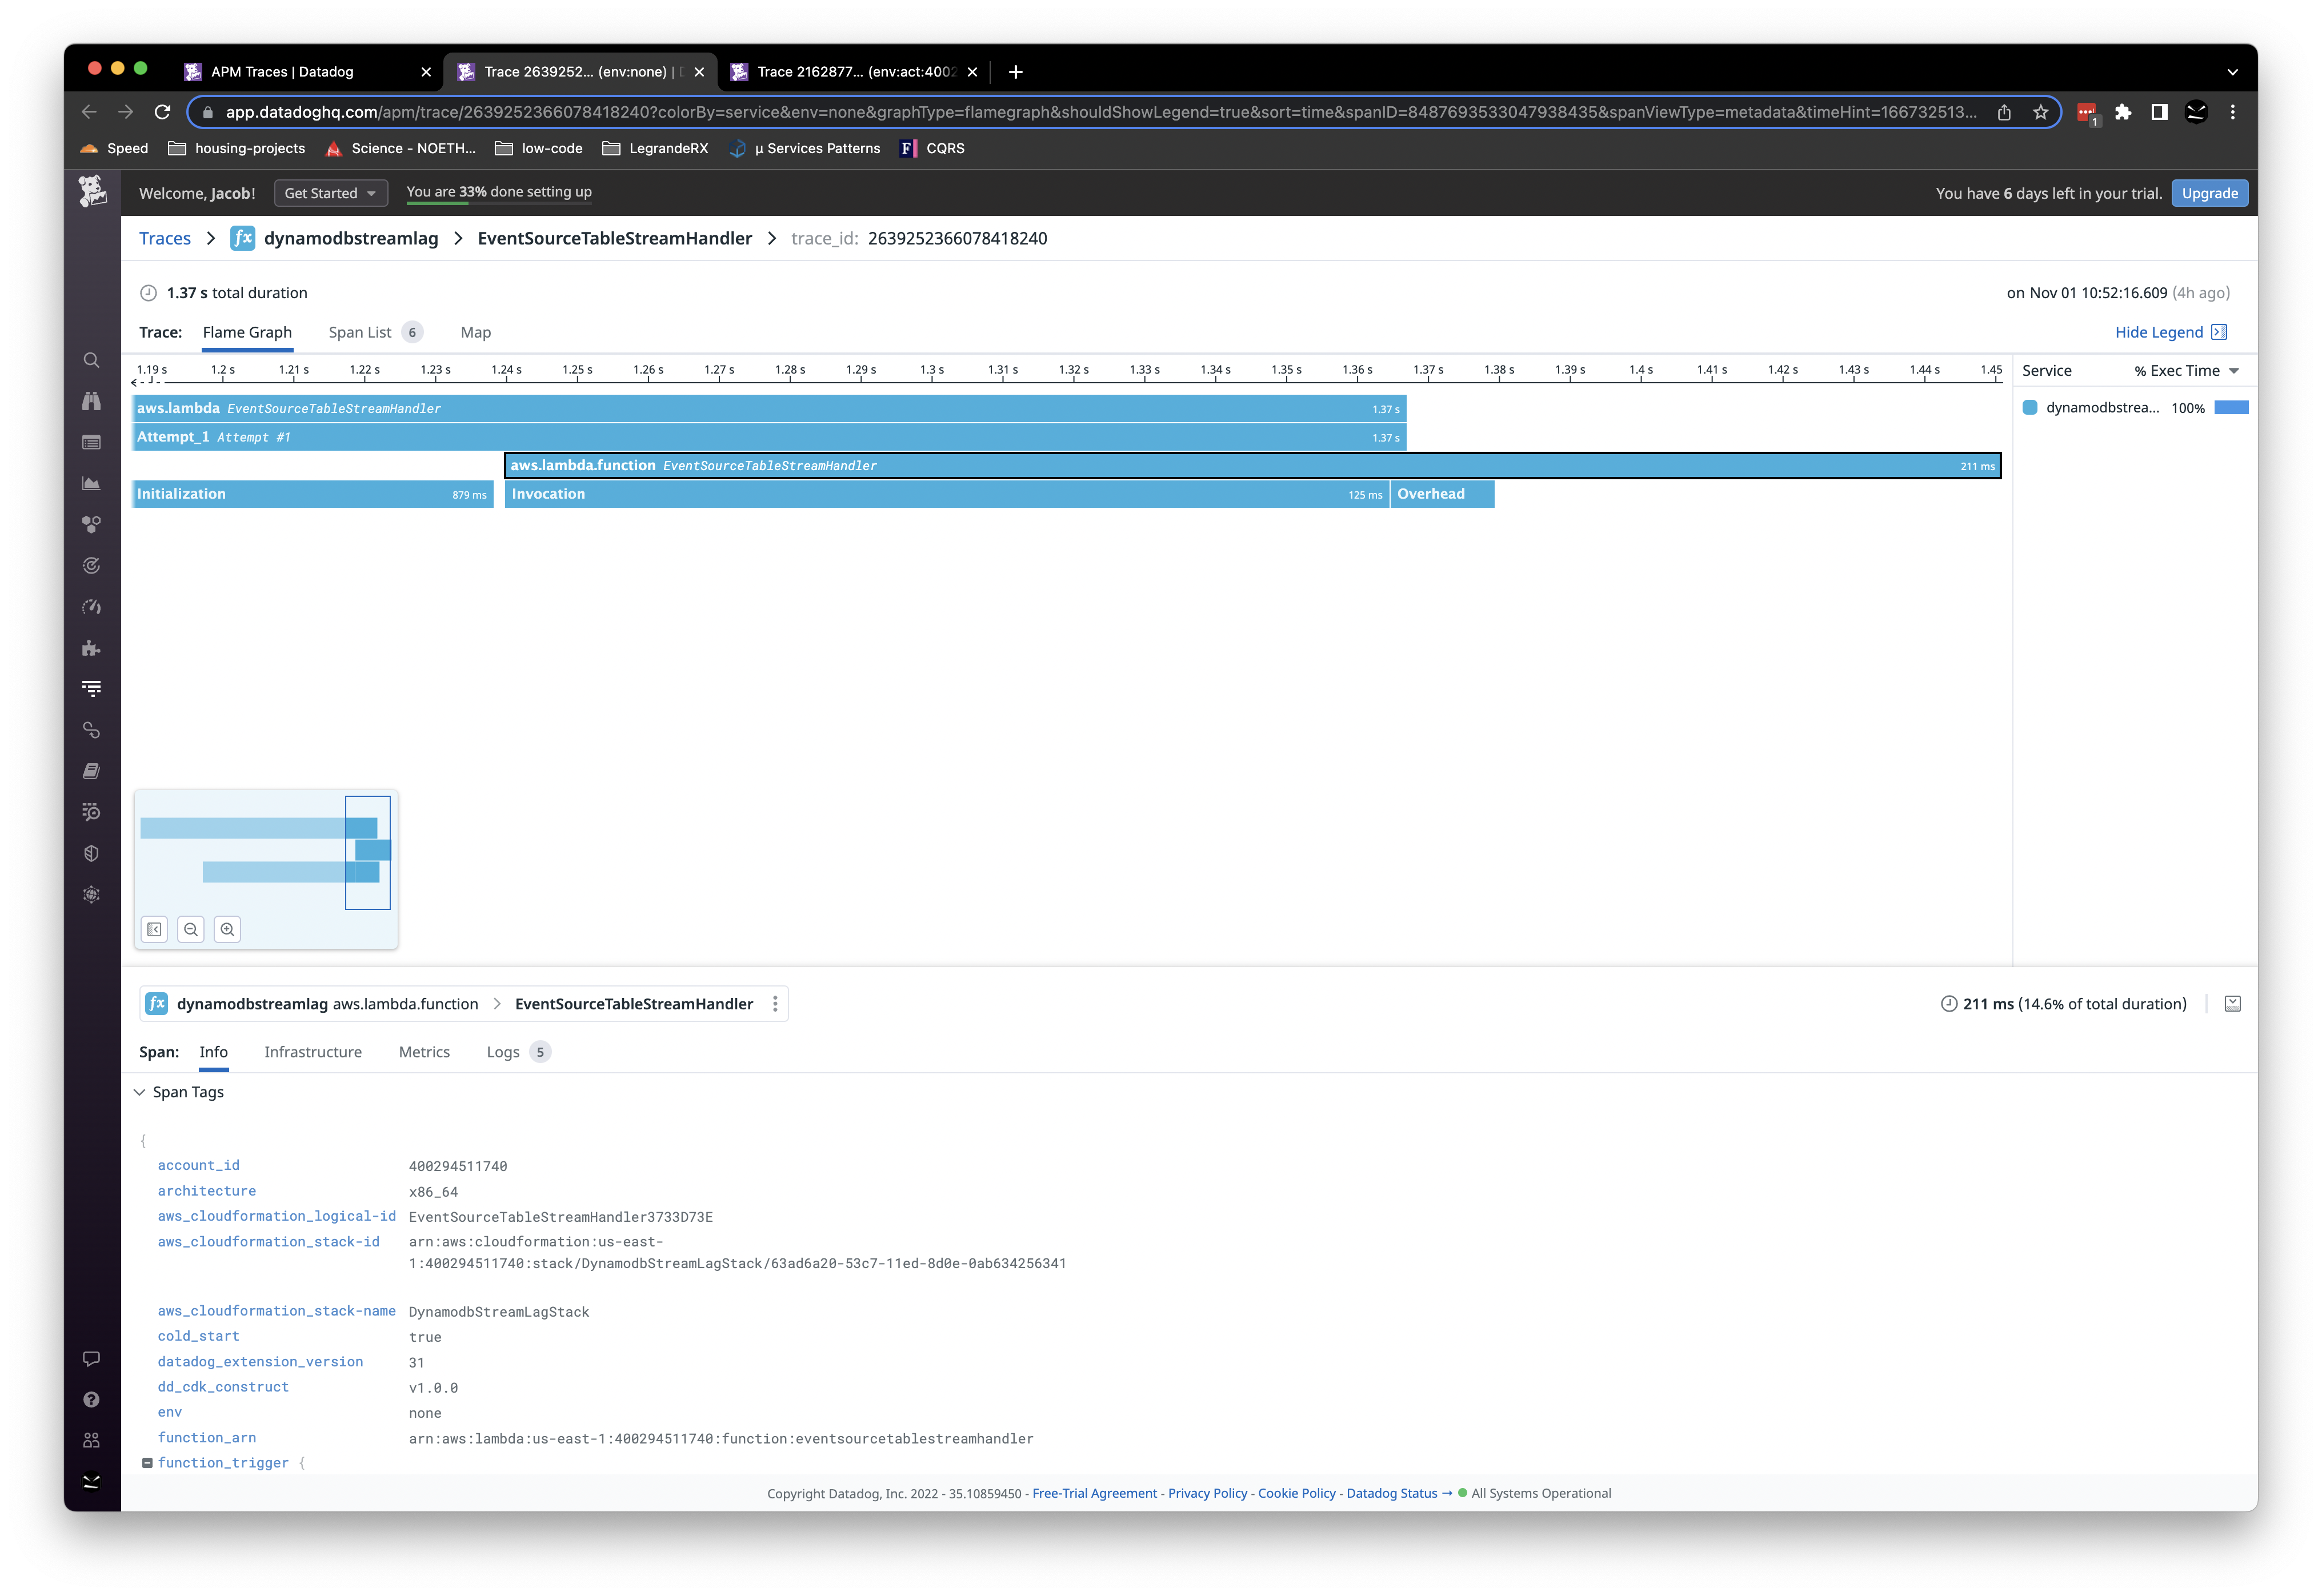 APM Traces | Datadog
Trace 2639252... (env:none) |
Trace 2162877... (env:act:4002
app.datadoghq.com/apm/trace/2639252366078418240?colorBy=service&env=none&graphType=flamegraph&shouldShowLegend=true&sort=time&spanID=8487693533047938435&spanViewType=metadata&timeHint=166732513...
1
Speed housing-projects Science - NOETH... low-code LegrandeRX µ Services Patterns F CQRS
Welcome, Jacob! Get Started You are 33% done setting up You have 6 days left in your trial. Upgrade
Traces > fx dynamodbstreamlag > EventSourceTableStreamHandler > trace_id: 2639252366078418240
1.37 s total duration on Nov 01 10:52:16.609 (4h ago)
Trace: Flame Graph Span List 6 Map Hide Legend
1.19 s 1.2 s 1.21 s 1.22 s 1.23 s 1.24 s 1.25 s 1.26 s 1.27 s 1.28 s 1.29 s 1.3 s 1.31 s 1.32 s 1.33 s 1.34 s 1.35 s 1.36 s 1.37 s 1.38 s 1.39 s 1.4 s 1.41 s 1.42 s 1.43 s 1.44 s 1.45
Service % Exec Time
dynamodbstrea... 100%
aws.lambda EventSourceTableStreamHandler 1.37 s
Attempt_1 Attempt #1 1.37 s
aws.lambda.function EventSourceTableStreamHandler 211 ms
Initialization 879 ms Invocation 125 ms Overhead
fx dynamodbstreamlag aws.lambda.function > EventSourceTableStreamHandler 211 ms (14.6% of total duration)
Span: Info Infrastructure Metrics Logs 5
Span Tags
{
account_id 400294511740
architecture x86_64
aws_cloudformation_logical-id EventSourceTableStreamHandler3733D73E
aws_cloudformation_stack-id arn:aws:cloudformation:us-east-
1:400294511740:stack/DynamodbStreamLagStack/63ad6a20-53c7-11ed-8d0e-0ab634256341
aws_cloudformation_stack-name DynamodbStreamLagStack
cold_start true
datadog_extension_version 31
dd_cdk_construct v1.0.0
env none
function_arn arn:aws:lambda:us-east-1:400294511740:function:eventsourcetablestreamhandler
function_trigger {
Copyright Datadog, Inc. 2022 - 35.10859450 - Free-Trial Agreement - Privacy Policy - Cookie Policy - Datadog Status → All Systems Operational